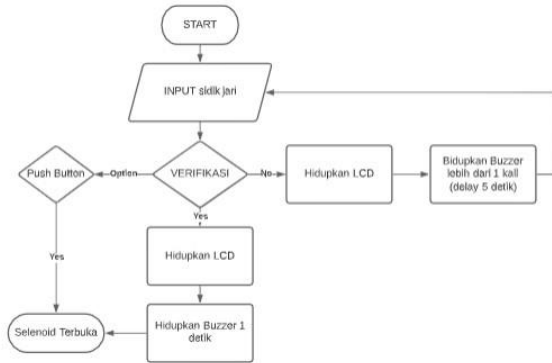 START
INPUT sidik jari
Push Button
Option
VERIFIKASI
No
Hidupkan LCD
Bidupkan Buzzer
lebih dari 1 kali
(delay 5 detik)
Yes
Yes
Hidupkan LCD
Selenoid Terbuka
Hidupkan Buzzer 1
detik